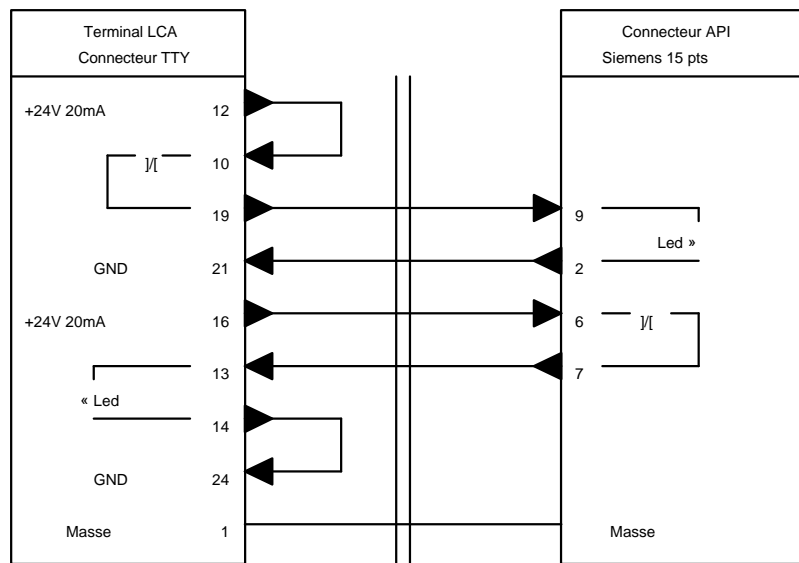 Terminal LCA
Connecteur TTY
Connecteur API
Siemens 15 pts
+24V 20mA 12
]/[ 10
19 9
Led »
GND 21 2
+24V 20mA 16 6 ]/[
13 7
« Led
14
GND 24
Masse 1 Masse